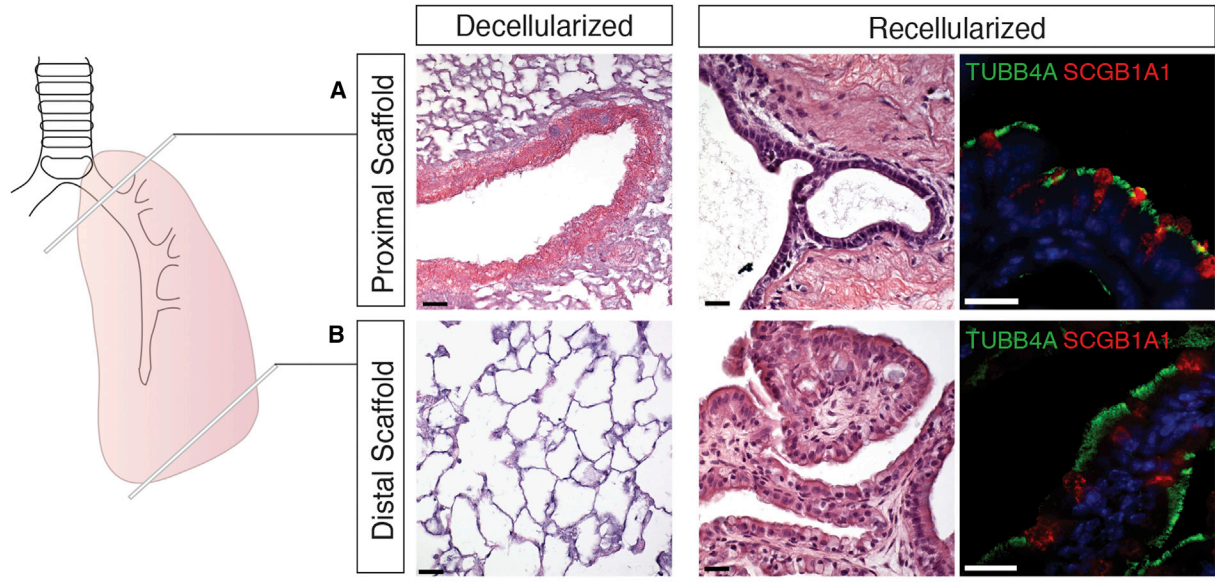 Decellularized
Recellularized
A
Proximal Scaffold
TUBB4A SCGB1A1
B
Distal Scaffold
TUBB4A SCGB1A1